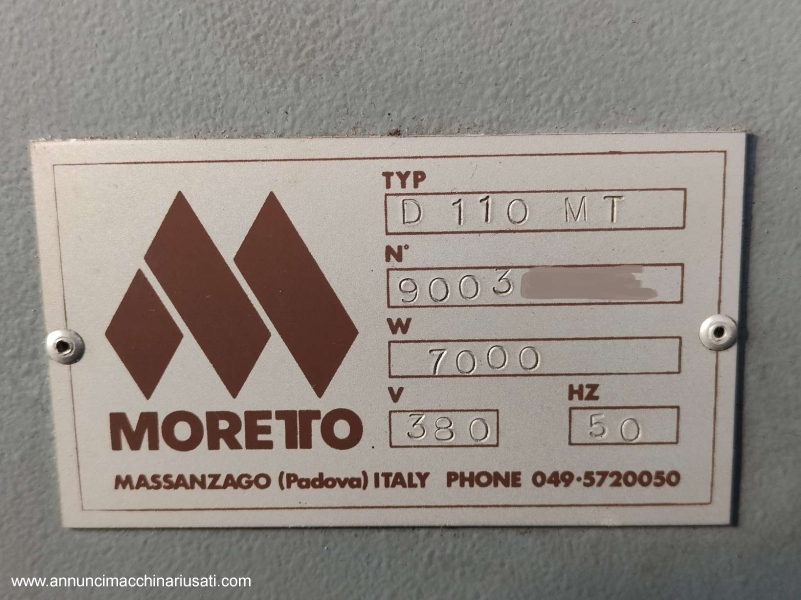 TYP
D 110 MT
N°
9003
W
7000
V HZ
380 50
MORETTO
MASSANZAGO (Padova) ITALY PHONE 049·5720050
www.annuncimacchinariusati.com